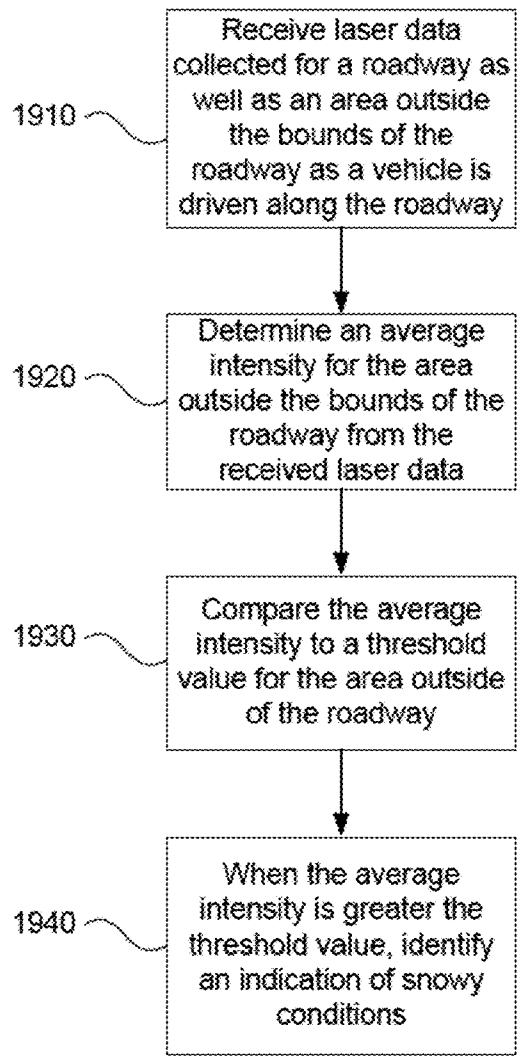 Receive laser data
collected for a roadway as
well as an area outside
the bounds of the
roadway as a vehicle is
driven along the roadway
1910
Determine an average
intensity for the area
outside the bounds of the
roadway from the
received laser data
1920
Compare the average
intensity to a threshold
value for the area outside
of the roadway
1930
When the average
intensity is greater the
threshold value, identify
an indication of snowy
conditions
1940